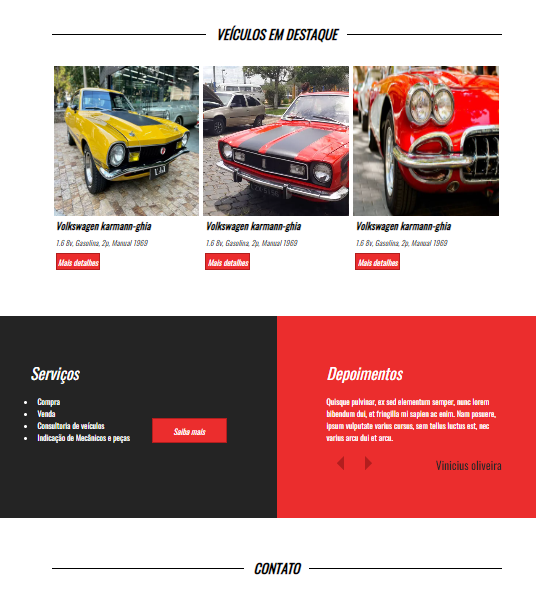 VEÍCULOS EM DESTAQUE
Volkswagen karmann-ghia
1.6 8v, Gasolina, 2p, Manual 1969
Mais detalhes
Volkswagen karmann-ghia
1.6 8v, Gasolina, 2p, Manual 1969
Mais detalhes
Volkswagen karmann-ghia
1.6 8v, Gasolina, 2p, Manual 1969
Mais detalhes
Serviços
Compra
Venda
Consultoria de veículos
Indicação de Mecânicos e peças
Saiba mais
Depoimentos
Quisque pulvinar, ex sed elementum semper, nunc lorem
bibendum dui, et fringilla mi sapien ac enim. Nam posuere,
ipsum vulputate varius cursus, sem tellus luctus est, nec
varius arcu dui et arcu.
Vinicius oliveira
CONTATO